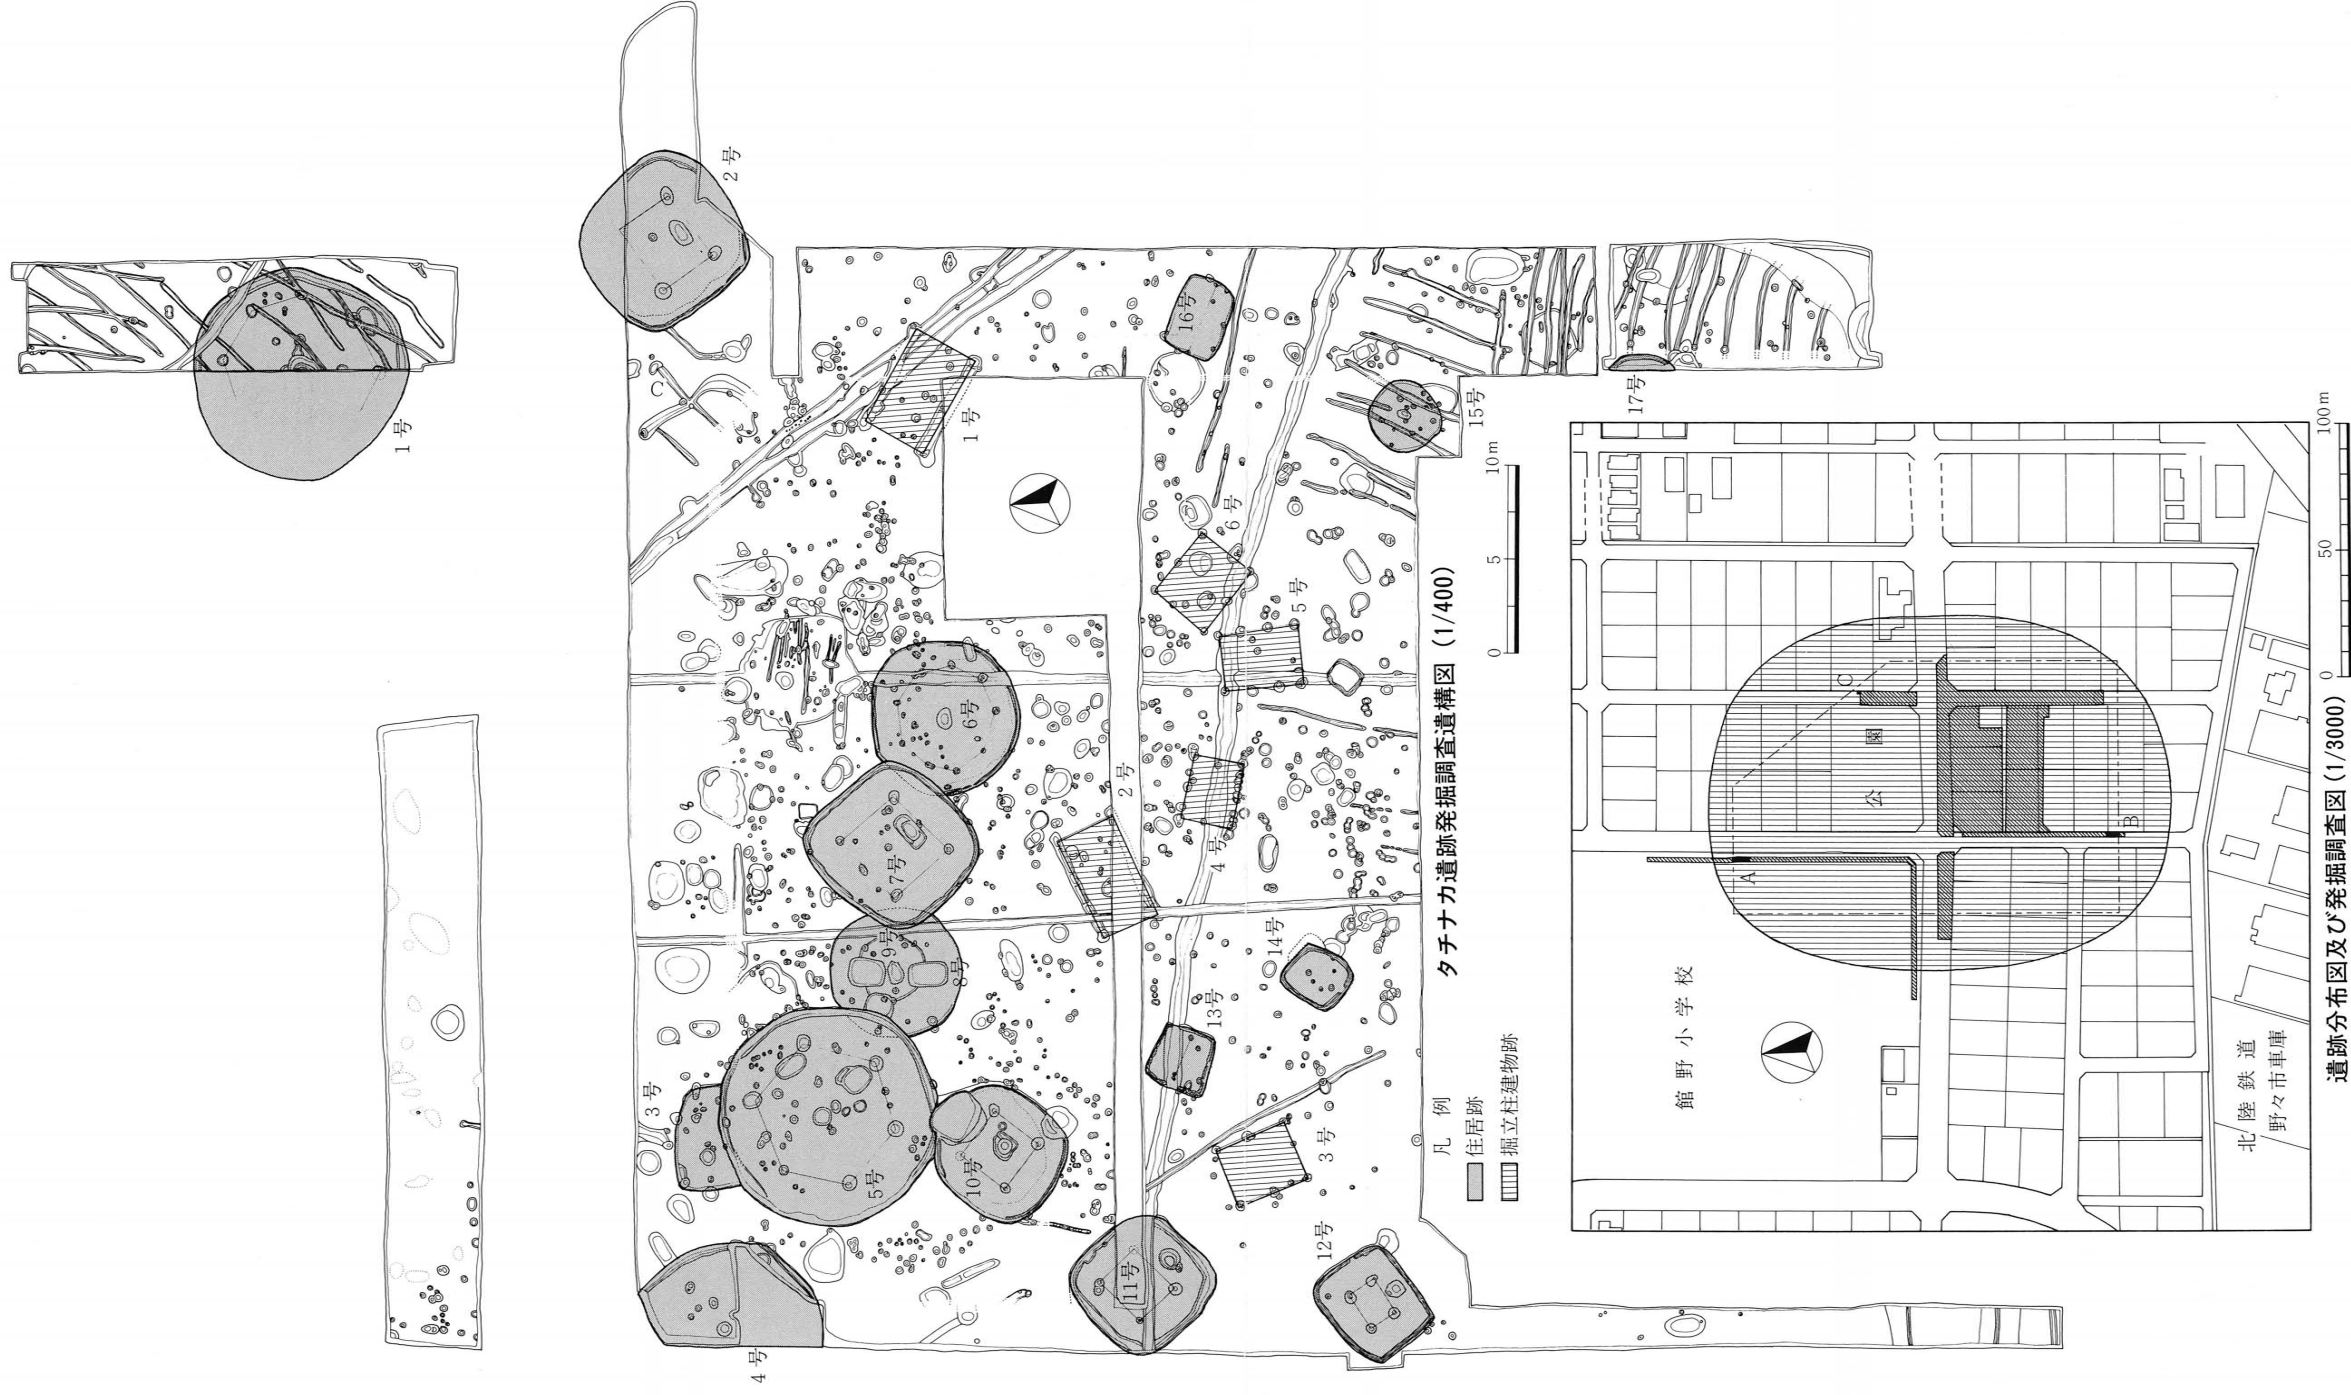 タチナカ遺跡発掘調査遺構図 (1/400)
0
5
10m
凡 例
住居跡
掘立柱建物跡
1号
2号
3号
4号
5号
6号
7号
8号
9号
10号
11号
12号
13号
14号
15号
16号
17号
1号
2号
3号
4号
5号
6号
C
遺跡分布図及び発掘調査図 (1/3000)
0
50
100m
館野小学校
公園
A
B
C
北陸鉄道
野々市車庫